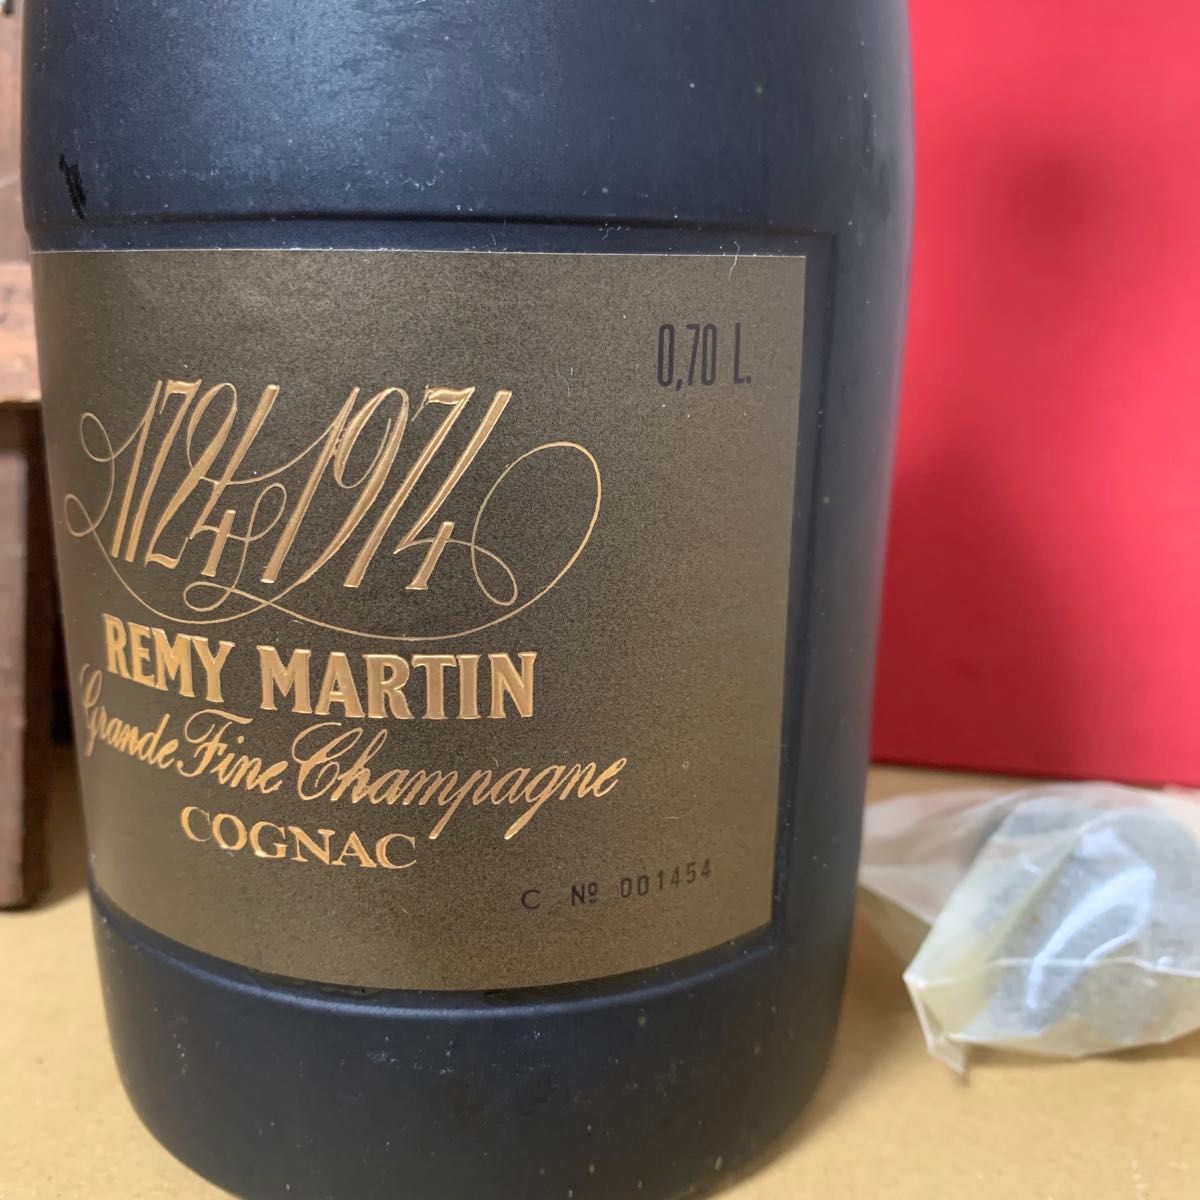 0,70 L.
1724 1974
REMY MARTIN
Grande Fine Champagne
COGNAC
C Nº 001454